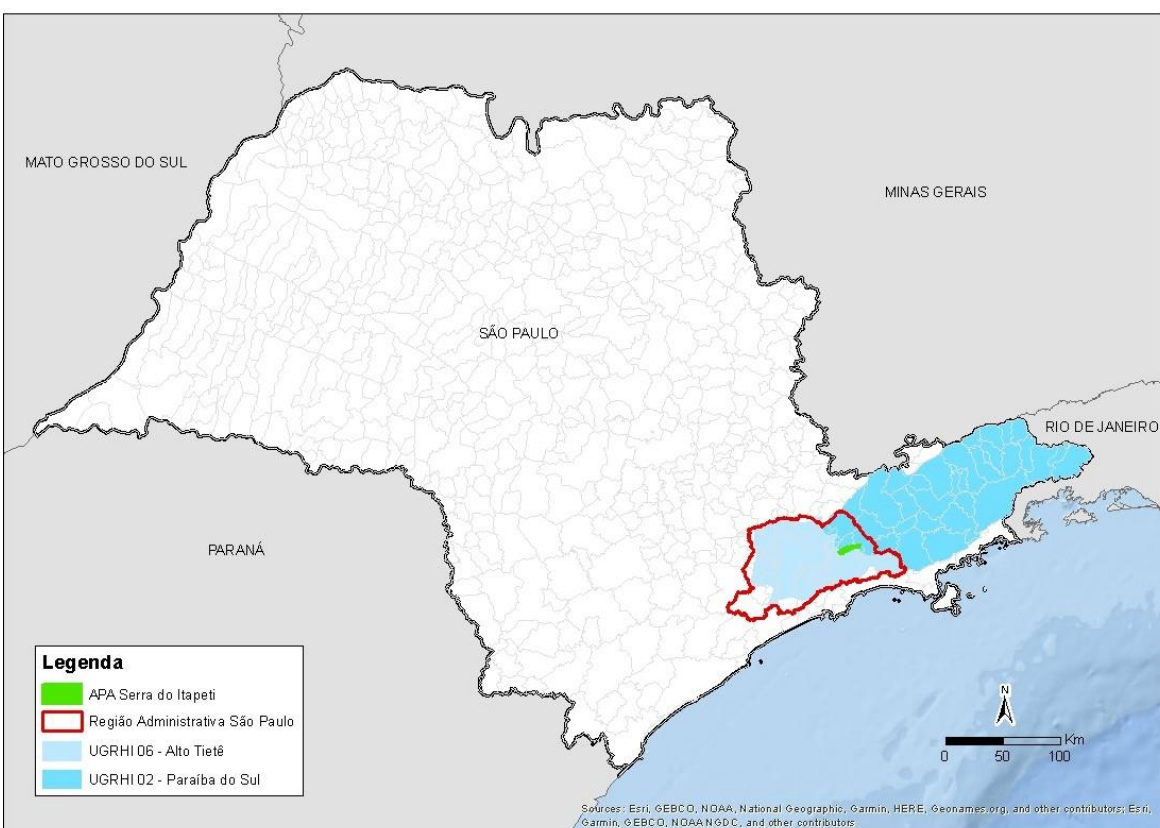 MATO GROSSO DO SUL
MINAS GERAIS
SÃO PAULO
RIO DE JANEIRO
PARANÁ
Legenda
APA Serra do Itapeti
Região Administrativa São Paulo
UGRHI 06 - Alto Tietê
UGRHI 02 - Paraíba do Sul
N
Km
0 50 100
Sources: Esri, GEBCO, NOAA, National Geographic, Garmin, HERE, Geonames.org, and other contributors; Esri,
Garmin, GEBCO, NOAA NGDC, and other contributors